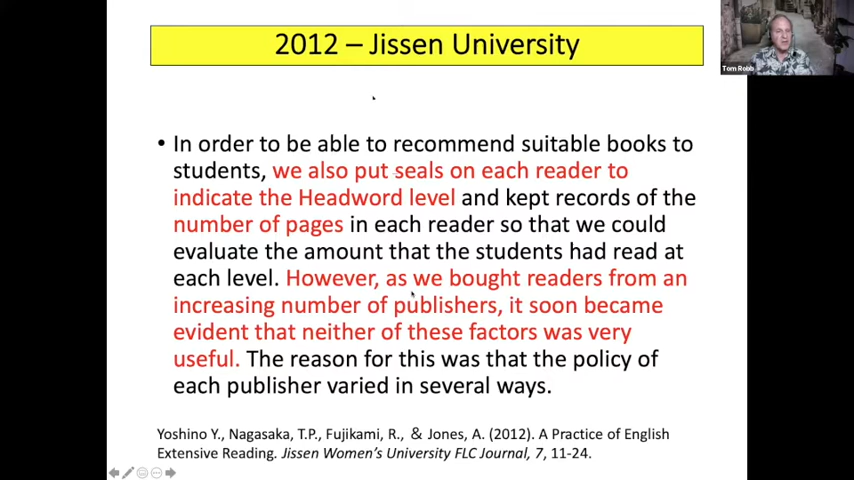 2012 – Jissen University
Tom Robb
• In order to be able to recommend suitable books to
students, we also put seals on each reader to
indicate the Headword level and kept records of the
number of pages in each reader so that we could
evaluate the amount that the students had read at
each level. However, as we bought readers from an
increasing number of publishers, it soon became
evident that neither of these factors was very
useful. The reason for this was that the policy of
each publisher varied in several ways.
Yoshino Y., Nagasaka, T.P., Fujikami, R., & Jones, A. (2012). A Practice of English
Extensive Reading. Jissen Women's University FLC Journal, 7, 11-24.